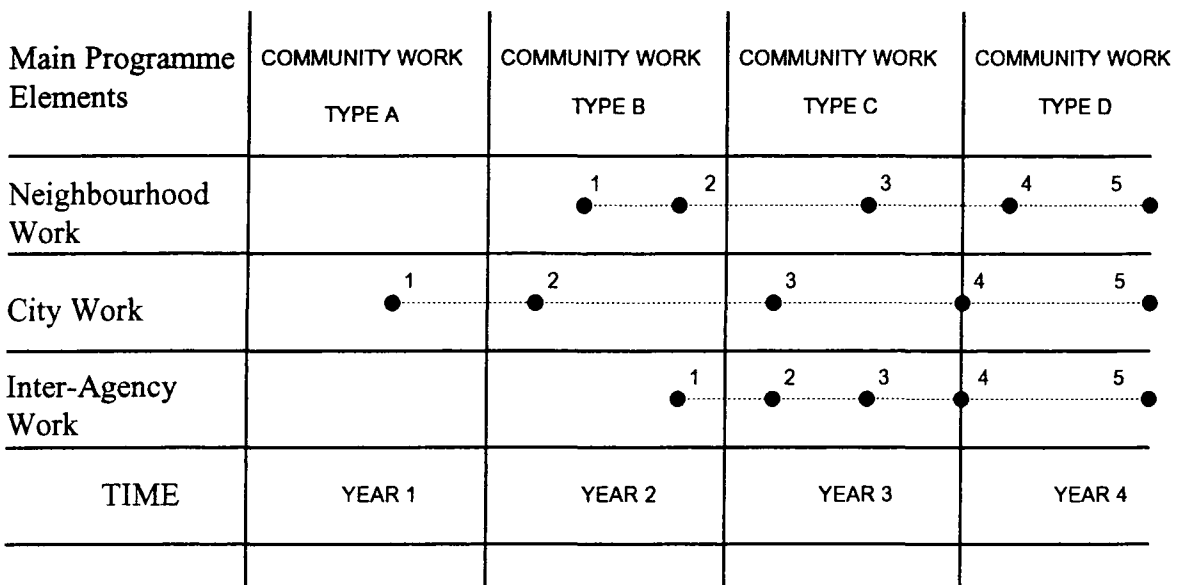 Main Programme Elements
COMMUNITY WORK TYPE A
COMMUNITY WORK TYPE B
COMMUNITY WORK TYPE C
COMMUNITY WORK TYPE D
Neighbourhood Work
1 2 3 4 5
City Work
1 2 3 4 5
Inter-Agency Work
1 2 3 4 5
TIME YEAR 1 YEAR 2 YEAR 3 YEAR 4